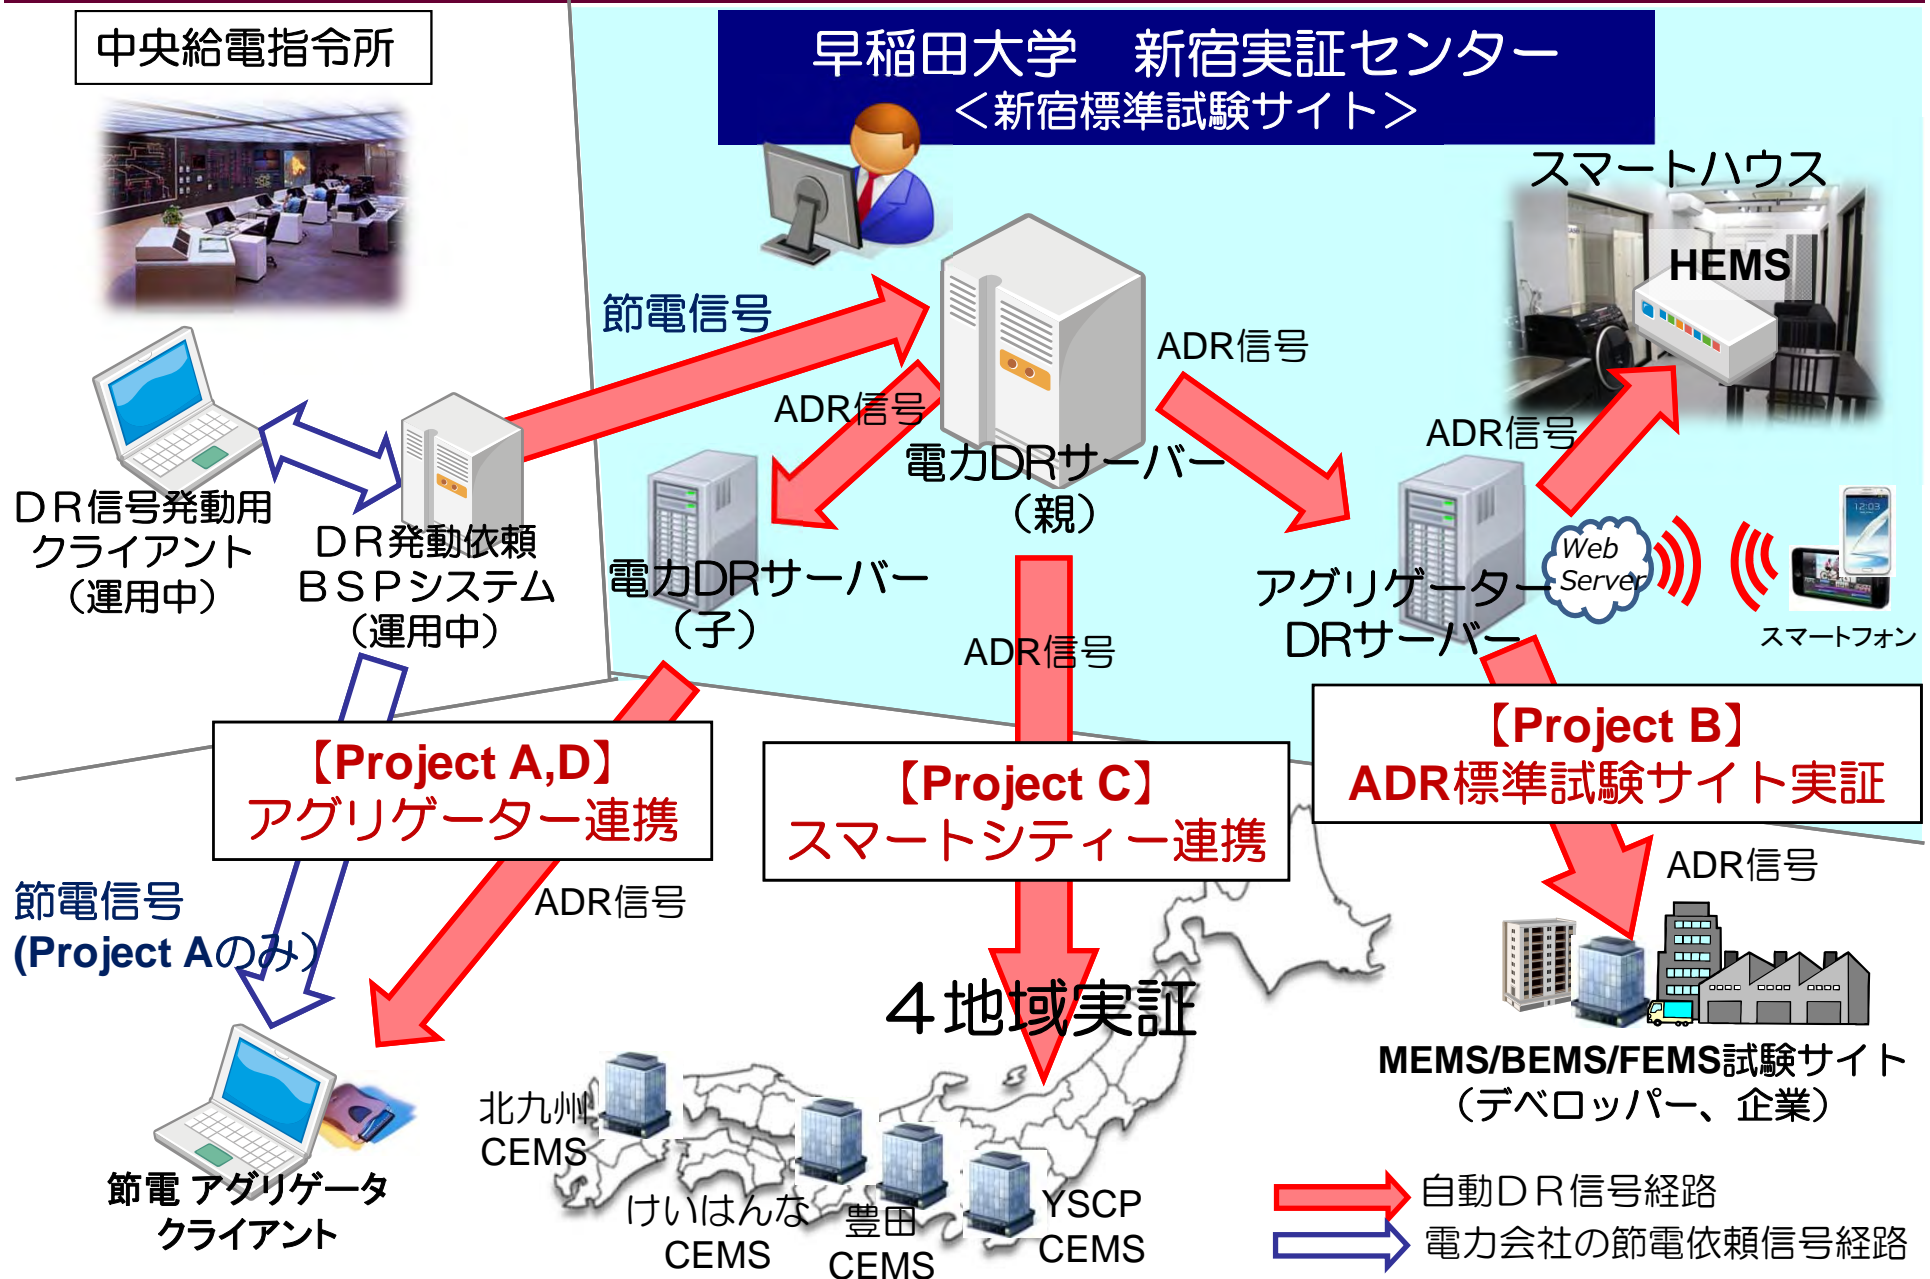 中央給電指令所
早稲田大学　新宿実証センター
＜新宿標準試験サイト＞
スマートハウス
HEMS
節電信号
ADR信号
ADR信号
ADR信号
電力DRサーバー
（親）
ＤＲ信号発動用
クライアント
（運用中）
ＤＲ発動依頼
ＢＳＰシステム
（運用中）
電力DRサーバー
（子）
アグリゲーター
DRサーバー
Web
Server
スマートフォン
ADR信号
【Project A,D】
アグリゲーター連携
【Project C】
スマートシティー連携
【Project B】
ADR標準試験サイト実証
節電信号
(Project Aのみ）
ADR信号
ADR信号
４地域実証
MEMS/BEMS/FEMS試験サイト
（デベロッパー、企業）
北九州
CEMS
けいはんな
CEMS
豊田
CEMS
YSCP
CEMS
節電 アグリゲータ
クライアント
自動ＤＲ信号経路
電力会社の節電依頼信号経路
12:03